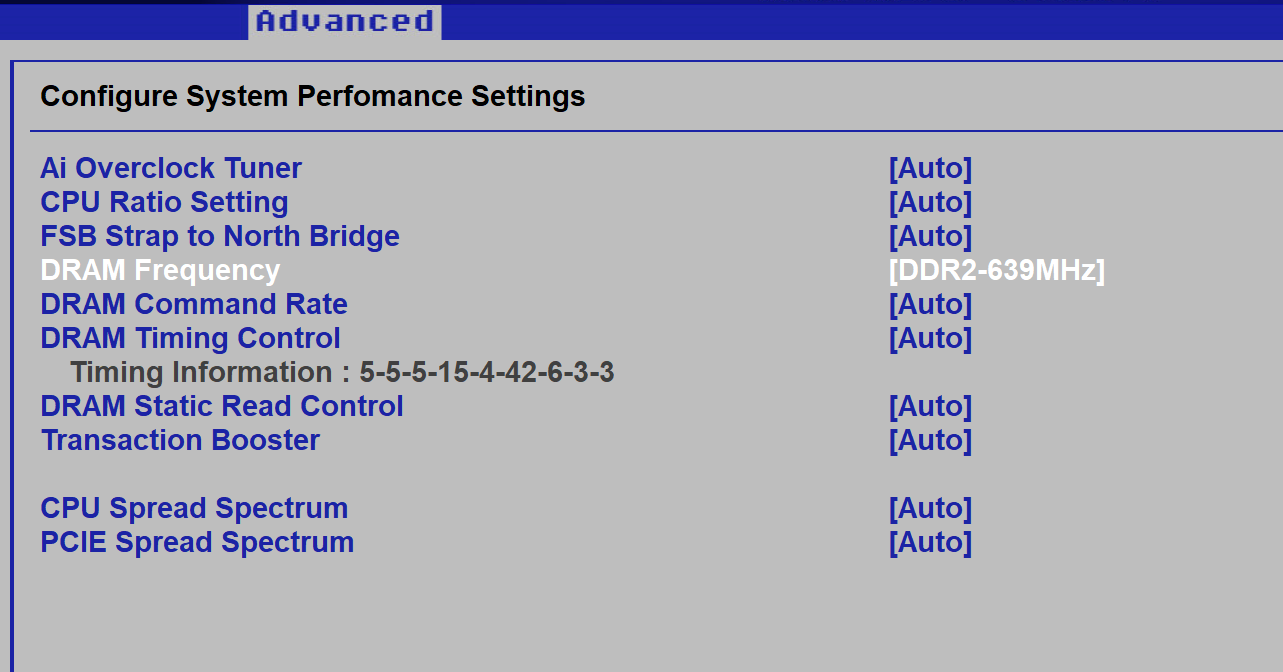 Advanced
Configure System Perfomance Settings
Ai Overclock Tuner [Auto]
CPU Ratio Setting [Auto]
FSB Strap to North Bridge [Auto]
DRAM Frequency [DDR2-639MHz]
DRAM Command Rate [Auto]
DRAM Timing Control [Auto]
Timing Information : 5-5-5-15-4-42-6-3-3
DRAM Static Read Control [Auto]
Transaction Booster [Auto]
CPU Spread Spectrum [Auto]
PCIE Spread Spectrum [Auto]